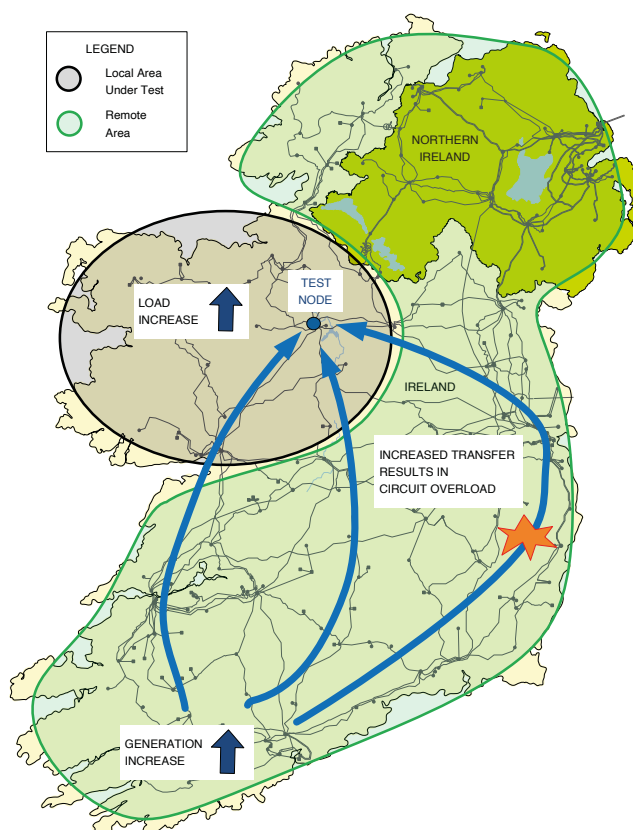 LEGEND
Local Area
Under Test
Remote
Area
NORTHERN
IRELAND
TEST
NODE
LOAD
INCREASE
IRELAND
INCREASED TRANSFER
RESULTS IN
CIRCUIT OVERLOAD
GENERATION
INCREASE